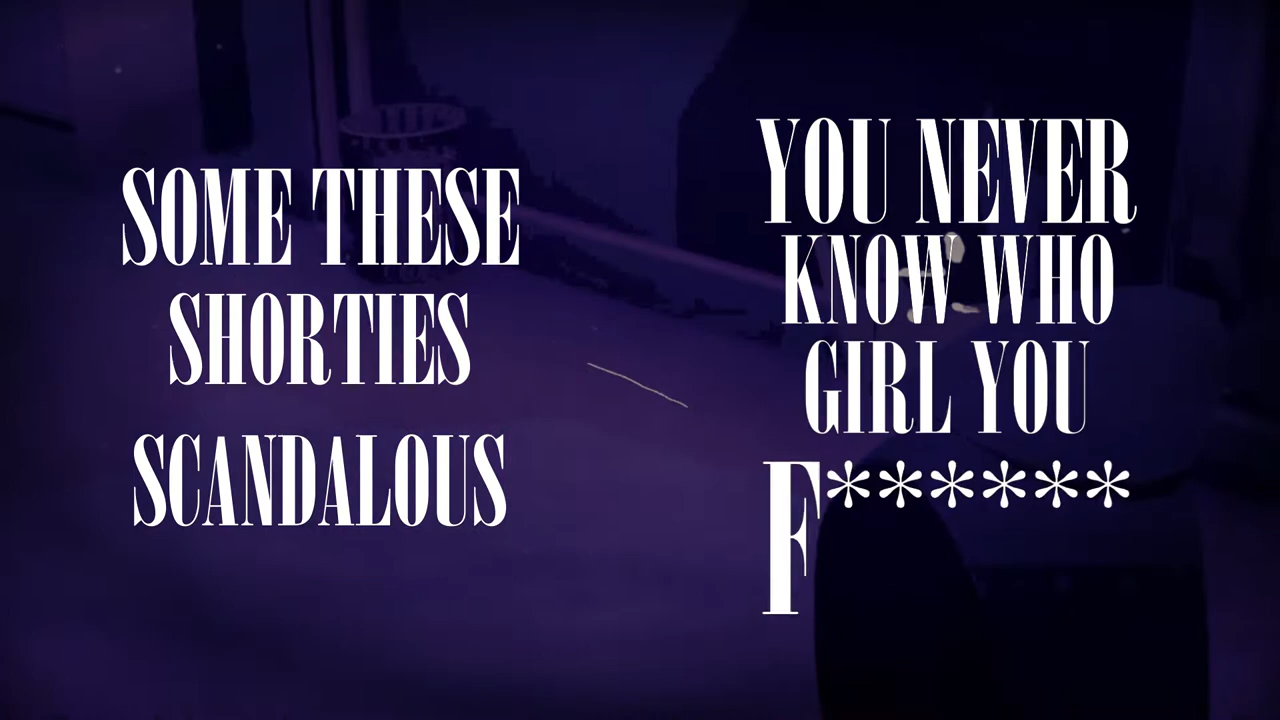 SOME THESE
SHORTIES
SCANDALOUS
YOU NEVER
KNOW WHO
GIRL YOU
F******